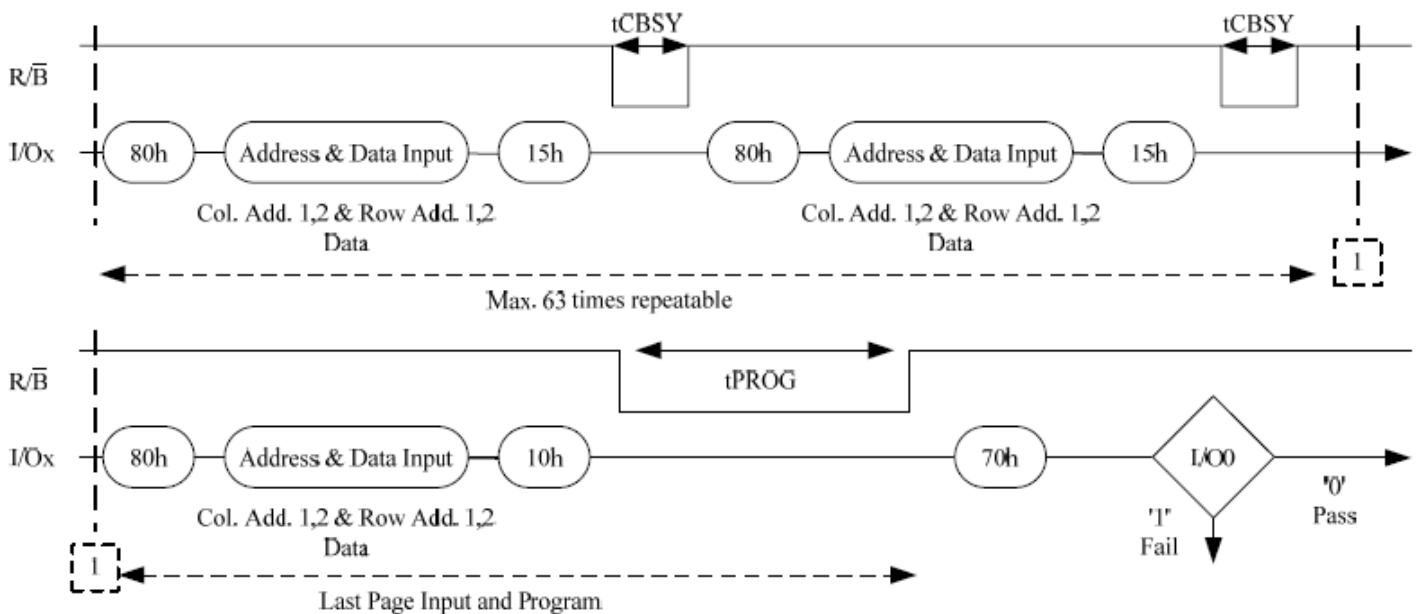 tCBSY tCBSY
R/B̅
I/Ox 80h Address & Data Input 15h 80h Address & Data Input 15h
Col. Add. 1,2 & Row Add. 1,2 Col. Add. 1,2 & Row Add. 1,2
Data Data
1
Max. 63 times repeatable
R/B̅ tPROG
I/Ox 80h Address & Data Input 10h 70h I/O0
'0'
Col. Add. 1,2 & Row Add. 1,2 '1' Pass
Data Fail
1
Last Page Input and Program